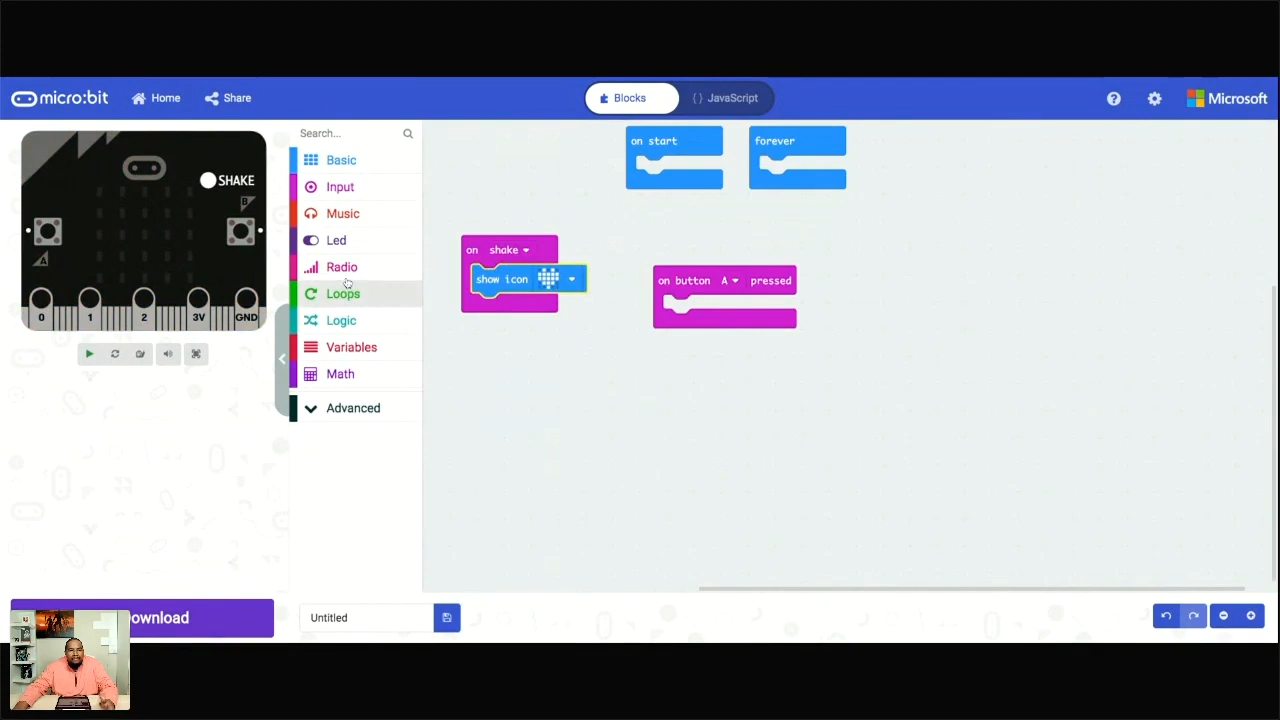 micro:bit
Home
Share
Blocks
{ } JavaScript
Microsoft
SHAKE
B
A
0 1 2 3V GND
Search...
Basic
Input
Music
Led
Radio
Loops
Logic
Variables
Math
Advanced
on start
forever
on shake
show icon
on button A pressed
ownload
Untitled